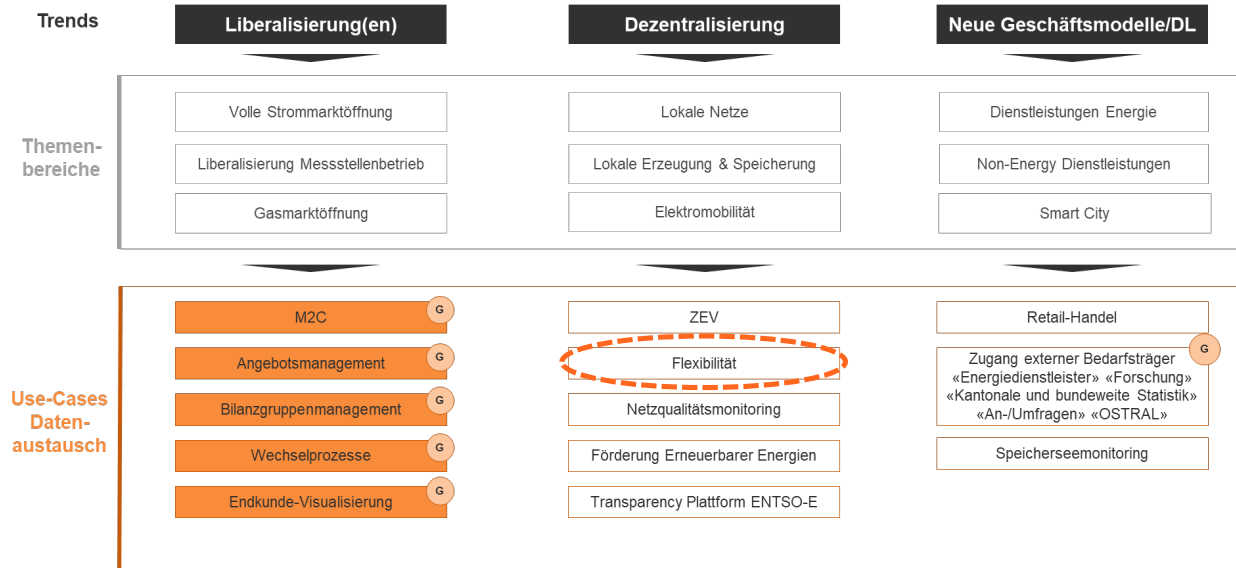 Trends
Liberalisierung(en)
Dezentralisierung
Neue Geschäftsmodelle/DL
Themen-
bereiche
Volle Strommarktöffnung
Lokale Netze
Dienstleistungen Energie
Liberalisierung Messstellenbetrieb
Lokale Erzeugung & Speicherung
Non-Energy Dienstleistungen
Gasmarktöffnung
Elektromobilität
Smart City
Use-Cases
Daten-
austausch
M2C
G
Angebotsmanagement
G
Bilanzgruppenmanagement
G
Wechselprozesse
G
Endkunde-Visualisierung
G
ZEV
Flexibilität
Netzqualitätsmonitoring
Förderung Erneuerbarer Energien
Transparency Plattform ENTSO-E
Retail-Handel
G
Zugang externer Bedarfsträger
«Energiedienstleister» «Forschung»
«Kantonale und bundeweite Statistik»
«An-/Umfragen» «OSTRAL»
Speicherseemonitoring